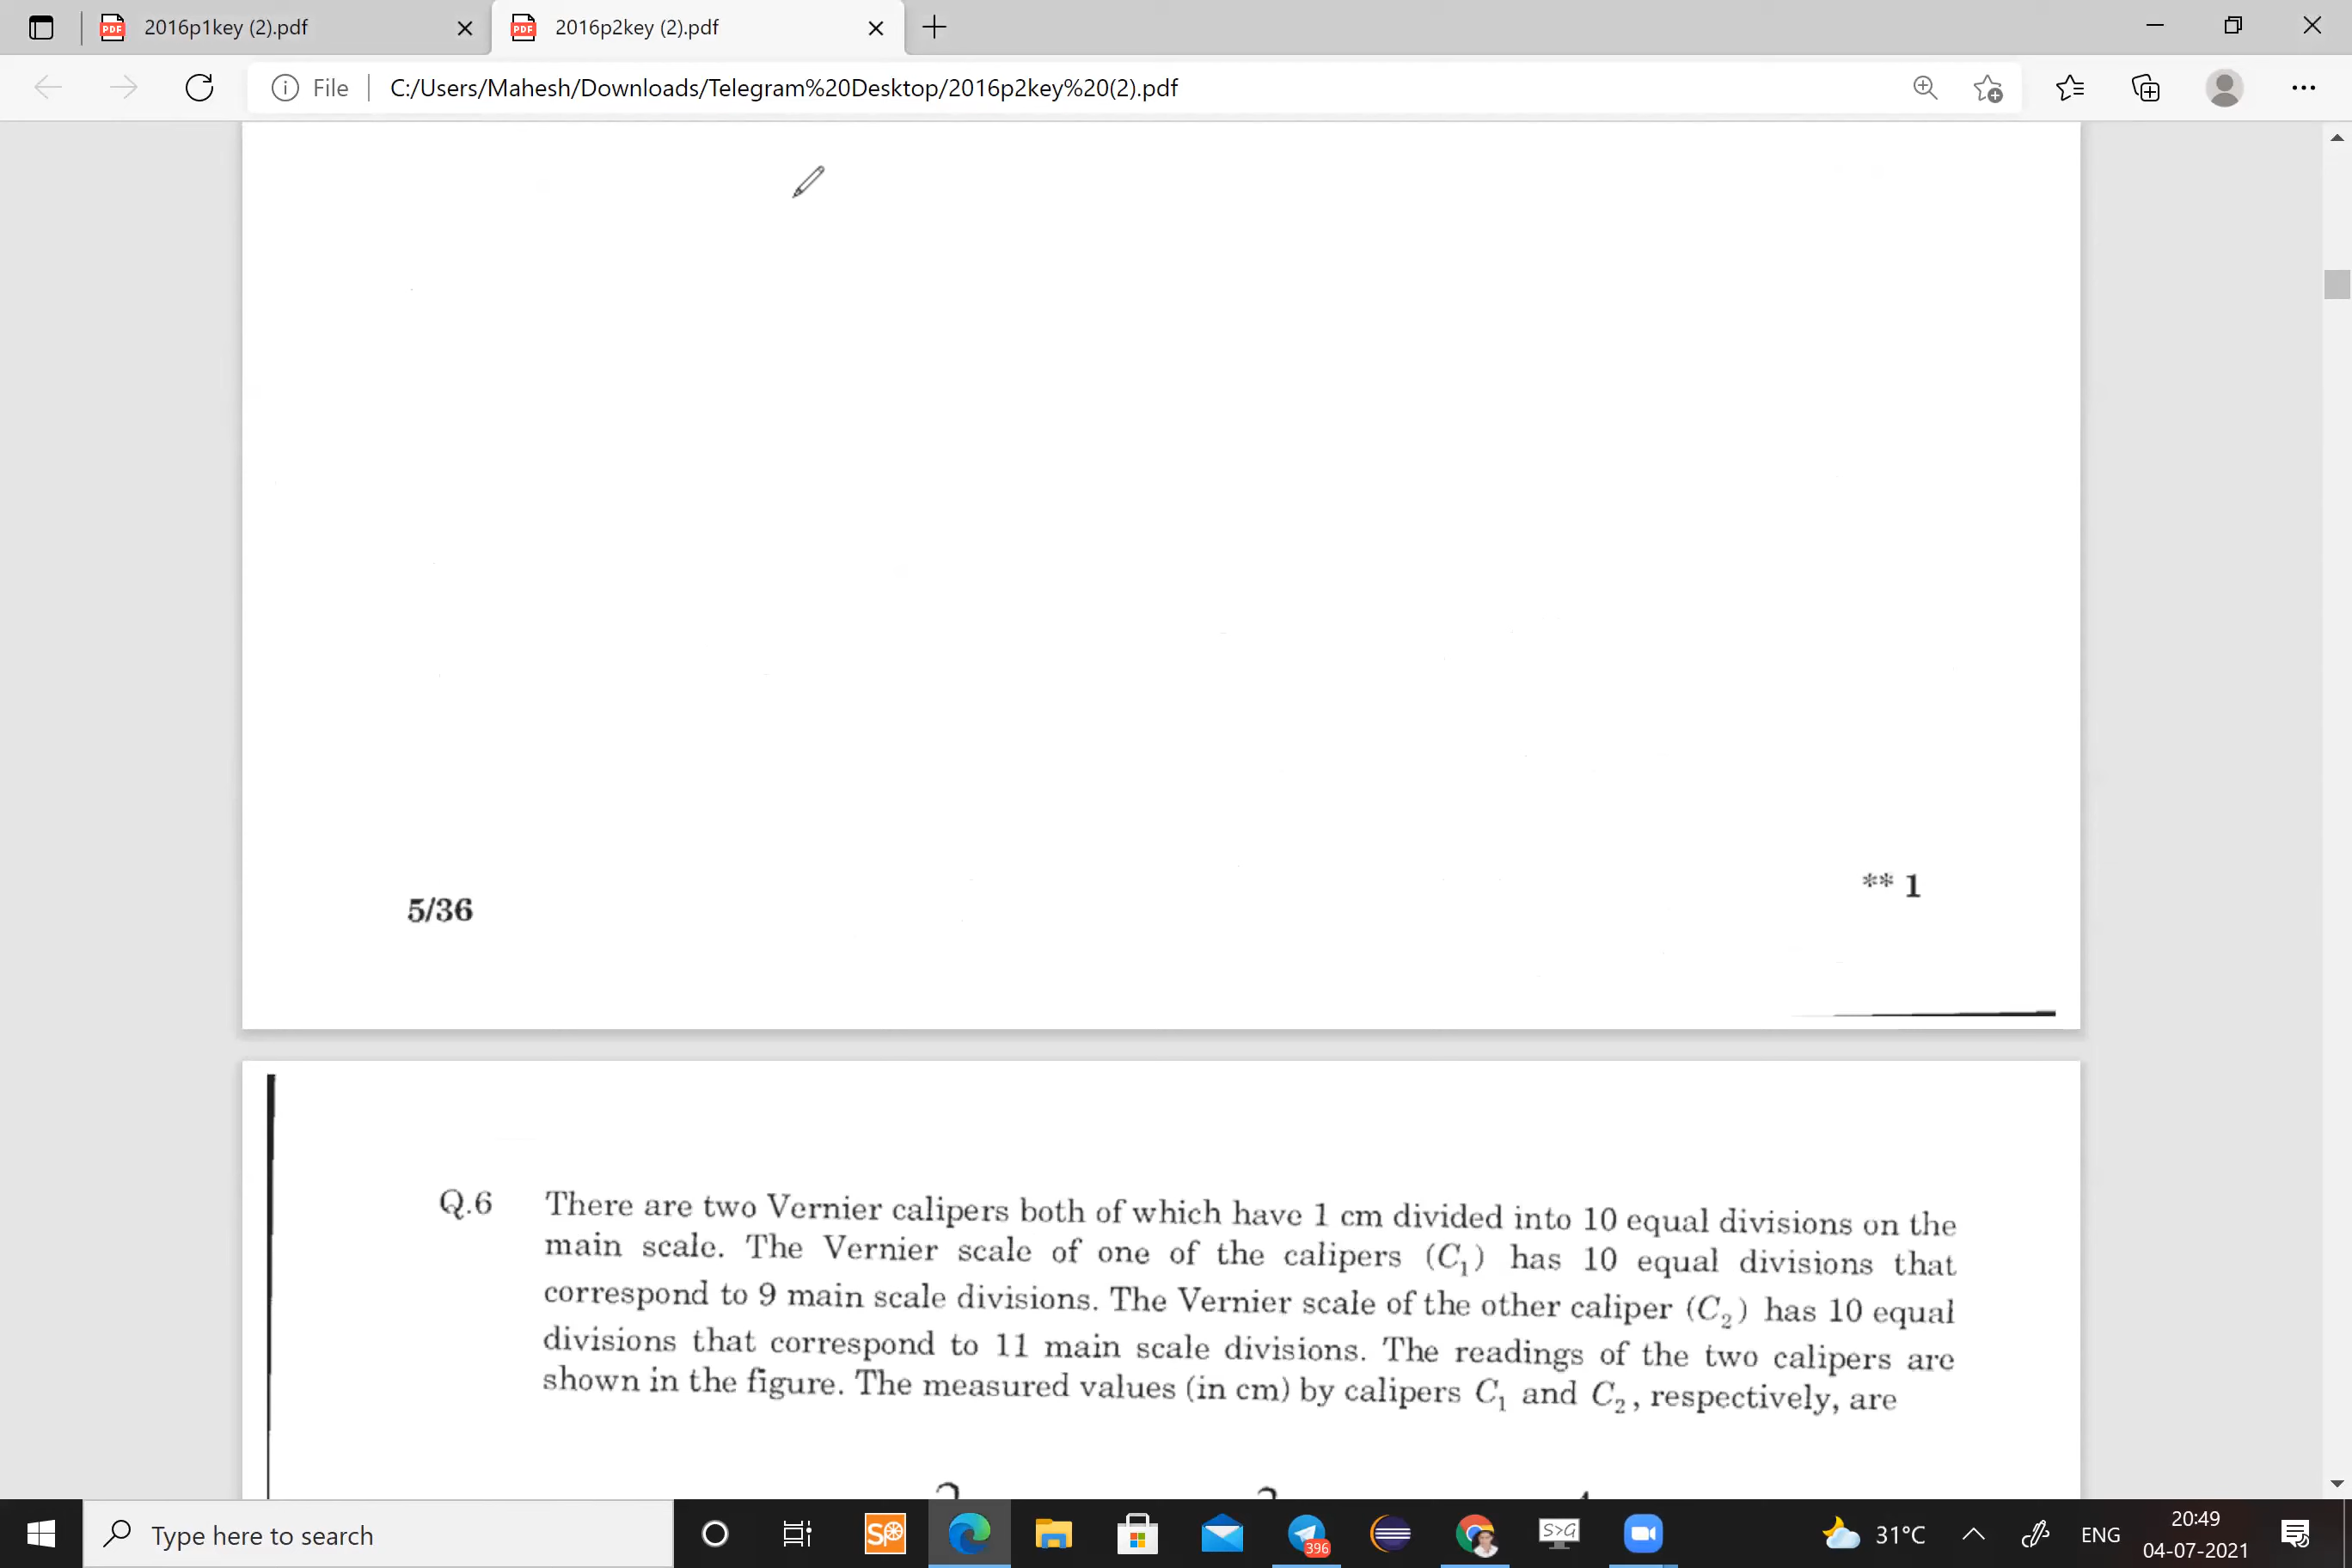 2016p1key (2).pdf
2016p2key (2).pdf
File
C:/Users/Mahesh/Downloads/Telegram%20Desktop/2016p2key%20(2).pdf
** 1
5/36
Q.6 There are two Vernier calipers both of which have 1 cm divided into 10 equal divisions on the
main scale. The Vernier scale of one of the calipers (C₁) has 10 equal divisions that
correspond to 9 main scale divisions. The Vernier scale of the other caliper (C₂) has 10 equal
divisions that correspond to 11 main scale divisions. The readings of the two calipers are
shown in the figure. The measured values (in cm) by calipers C₁ and C₂, respectively, are
Type here to search
396
S>G
31°C
ENG
20:49
04-07-2021